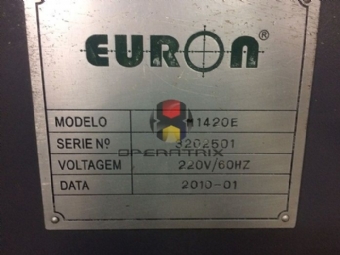 EURON®
MODELO 1420E
SERIE Nº 3202501
VOLTAGEM 220V/60HZ
DATA 2010-01
OPERATRIX